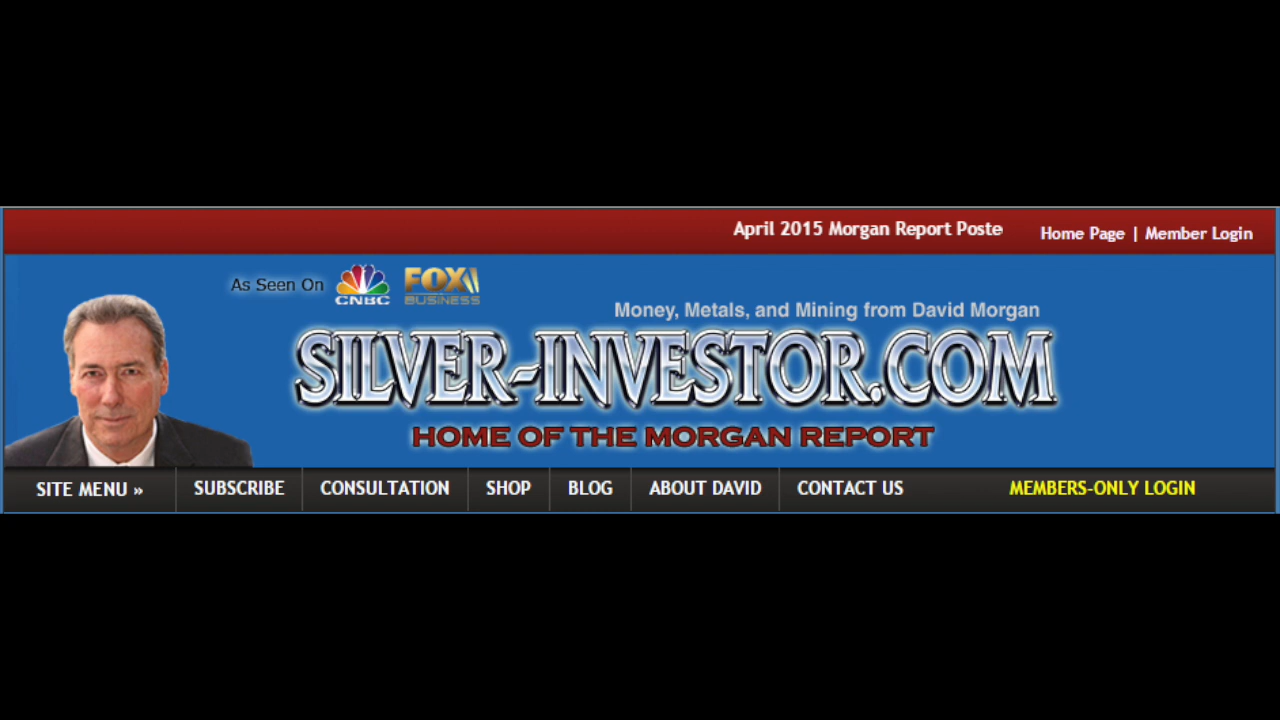 April 2015 Morgan Report Poste
Home Page | Member Login
As Seen On CNBC FOX BUSINESS
Money, Metals, and Mining from David Morgan
SILVER-INVESTOR.COM
HOME OF THE MORGAN REPORT
SITE MENU » SUBSCRIBE CONSULTATION SHOP BLOG ABOUT DAVID CONTACT US MEMBERS-ONLY LOGIN